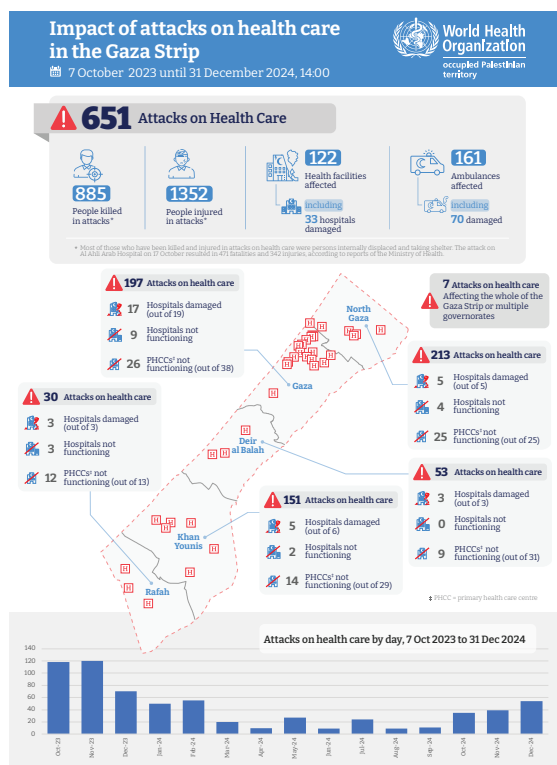 Impact of attacks on health care
in the Gaza Strip
7 October 2023 until 31 December 2024, 14:00
World Health
Organization
occupied Palestinian
territory
651 Attacks on Health Care
885
People killed
in attacks*
1352
People injured
in attacks*
122
Health facilities
affected
including
33 hospitals
damaged
161
Ambulances
affected
including
70 damaged
* Most of those who have been killed and injured in attacks on health care were persons internally displaced and taking shelter. The attack on
Al Ahli Arab Hospital on 17 October resulted in 471 fatalities and 342 injuries, according to reports of the Ministry of Health.
197 Attacks on health care
17 Hospitals damaged
(out of 19)
9 Hospitals not
functioning
26 PHCCs‡ not
functioning (out of 38)
7 Attacks on health care
Affecting the whole of the
Gaza Strip or multiple
governorates
North
Gaza
213 Attacks on health care
5 Hospitals damaged
(out of 5)
4 Hospitals not
functioning
25 PHCCs‡ not
functioning (out of 25)
Gaza
30 Attacks on health care
3 Hospitals damaged
(out of 3)
3 Hospitals not
functioning
12 PHCCs‡ not
functioning (out of 13)
Deir
al Balah
53 Attacks on health care
3 Hospitals damaged
(out of 3)
0 Hospitals not
functioning
9 PHCCs‡ not
functioning (out of 31)
151 Attacks on health care
5 Hospitals damaged
(out of 6)
2 Hospitals not
functioning
14 PHCCs‡ not
functioning (out of 29)
Khan
Younis
Rafah
‡ PHCC = primary health care centre
Attacks on health care by day, 7 Oct 2023 to 31 Dec 2024
140
120
100
80
60
40
20
0
Oct-23
Nov-23
Dec-23
Jan-24
Feb-24
Mar-24
Apr-24
May-24
Jun-24
Jul-24
Aug-24
Sep-24
Oct-24
Nov-24
Dec-24